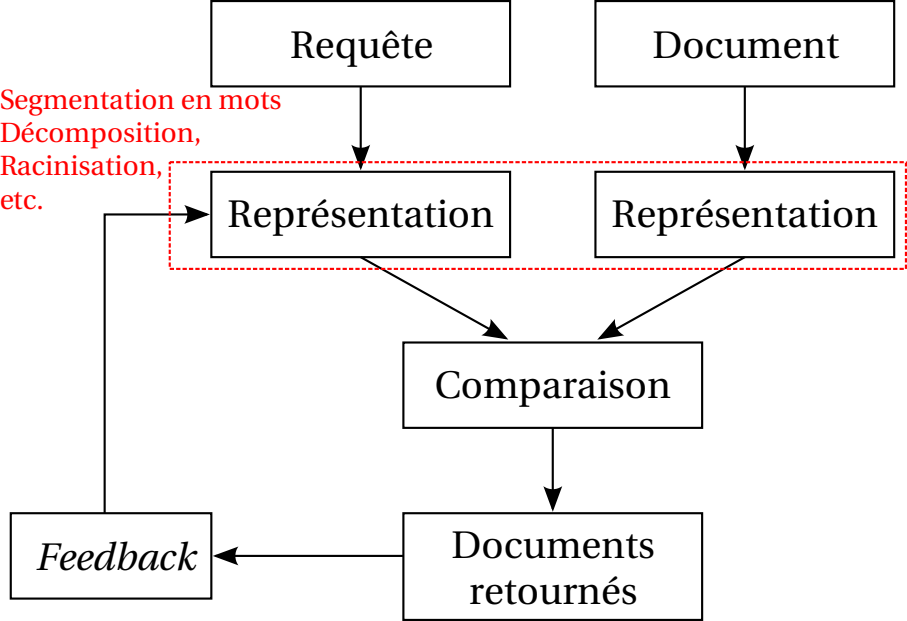 Requête
Document
Segmentation en mots
Décomposition,
Racinisation,
etc.
Représentation
Représentation
Comparaison
Feedback
Documents
retournés